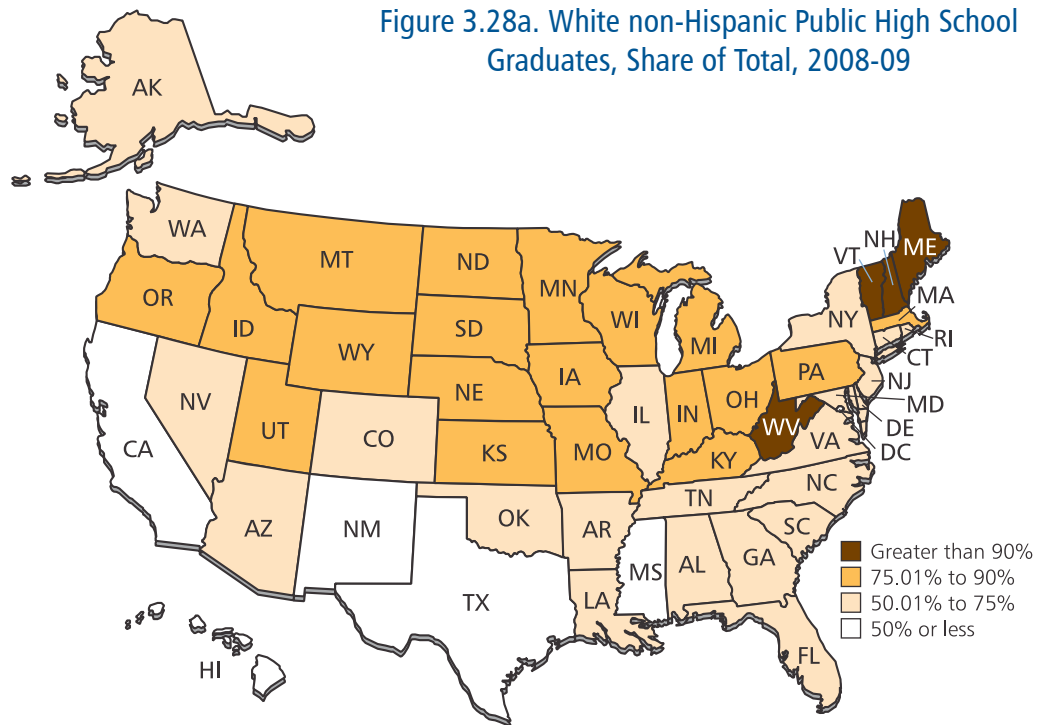 Figure 3.28a. White non-Hispanic Public High School
Graduates, Share of Total, 2008-09
AK
WA
MT
ND
MN
VT
NH
ME
OR
ID
SD
WI
MI
NY
MA
RI
CT
WY
NE
IA
PA
NJ
MD
DE
DC
NV
UT
CO
KS
MO
IL
IN
OH
WV
VA
KY
CA
AZ
NM
OK
AR
TN
NC
SC
TX
LA
MS
AL
GA
FL
HI
Greater than 90%
75.01% to 90%
50.01% to 75%
50% or less